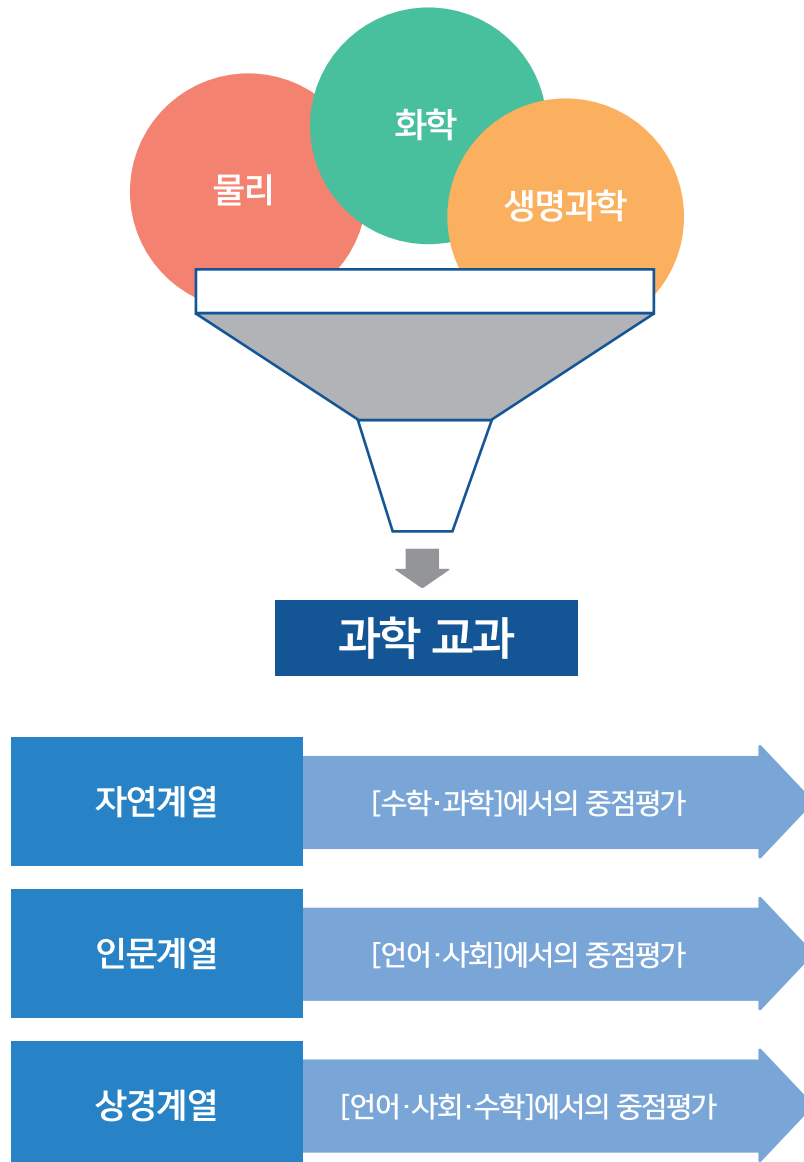 화학
물리
생명과학
과학 교과
자연계열
[수학·과학]에서의 중점평가
인문계열
[언어·사회]에서의 중점평가
상경계열
[언어·사회·수학]에서의 중점평가